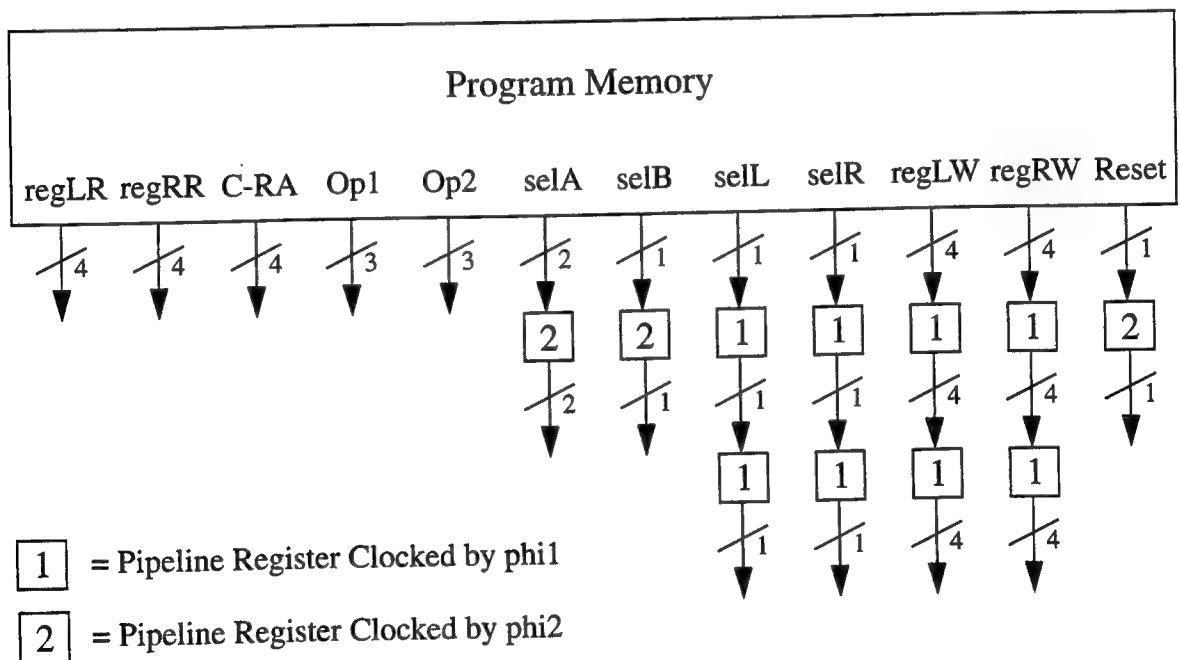 Program Memory
regLR regRR C-RA Op1 Op2 selA selB selL selR regLW regRW Reset
4 4 4 3 3 2 1 1 1 4 4 1
2 2 1 1 1 1 2
2 1 1 1 4 4 1
1 1 1 1
1 1 4 4
1 = Pipeline Register Clocked by phi1
2 = Pipeline Register Clocked by phi2